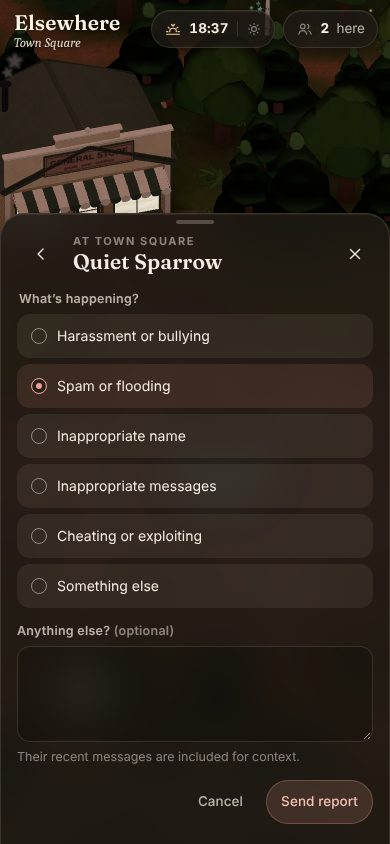 Elsewhere
Town Square
18:37
2 here
GENERAL STORE
AT TOWN SQUARE
Quiet Sparrow
What's happening?
Harassment or bullying
Spam or flooding
Inappropriate name
Inappropriate messages
Cheating or exploiting
Something else
Anything else? (optional)
Their recent messages are included for context.
Cancel
Send report